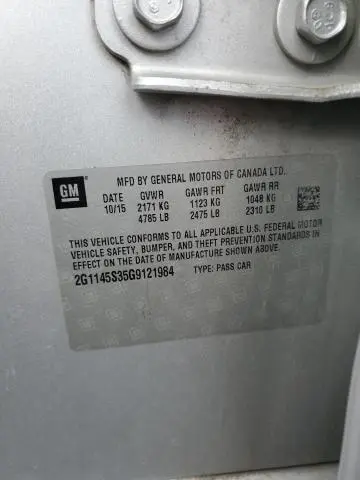 GM
MFD BY GENERAL MOTORS OF CANADA LTD.
DATE GVWR GAWR FRT GAWR RR
10/15 2171 KG 1123 KG 1048 KG
4785 LB 2475 LB 2310 LB
THIS VEHICLE CONFORMS TO ALL APPLICABLE U.S. FEDERAL MOTOR
VEHICLE SAFETY, BUMPER, AND THEFT PREVENTION STANDARDS IN
EFFECT ON THE DATE OF MANUFACTURE SHOWN ABOVE.
2G1145S35G9121984 TYPE: PASS CAR